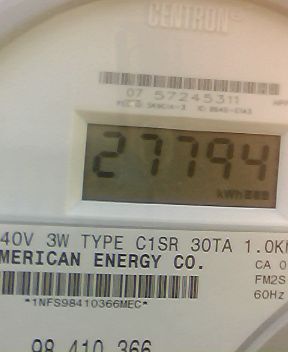 CENTRON
07 57245311
27794
kWh
40V 3W TYPE C1SR 30TA 1.0K
MERICAN ENERGY CO.
CA 0
FM2S
60Hz
*1NFS98410366MEC*
98 410 366